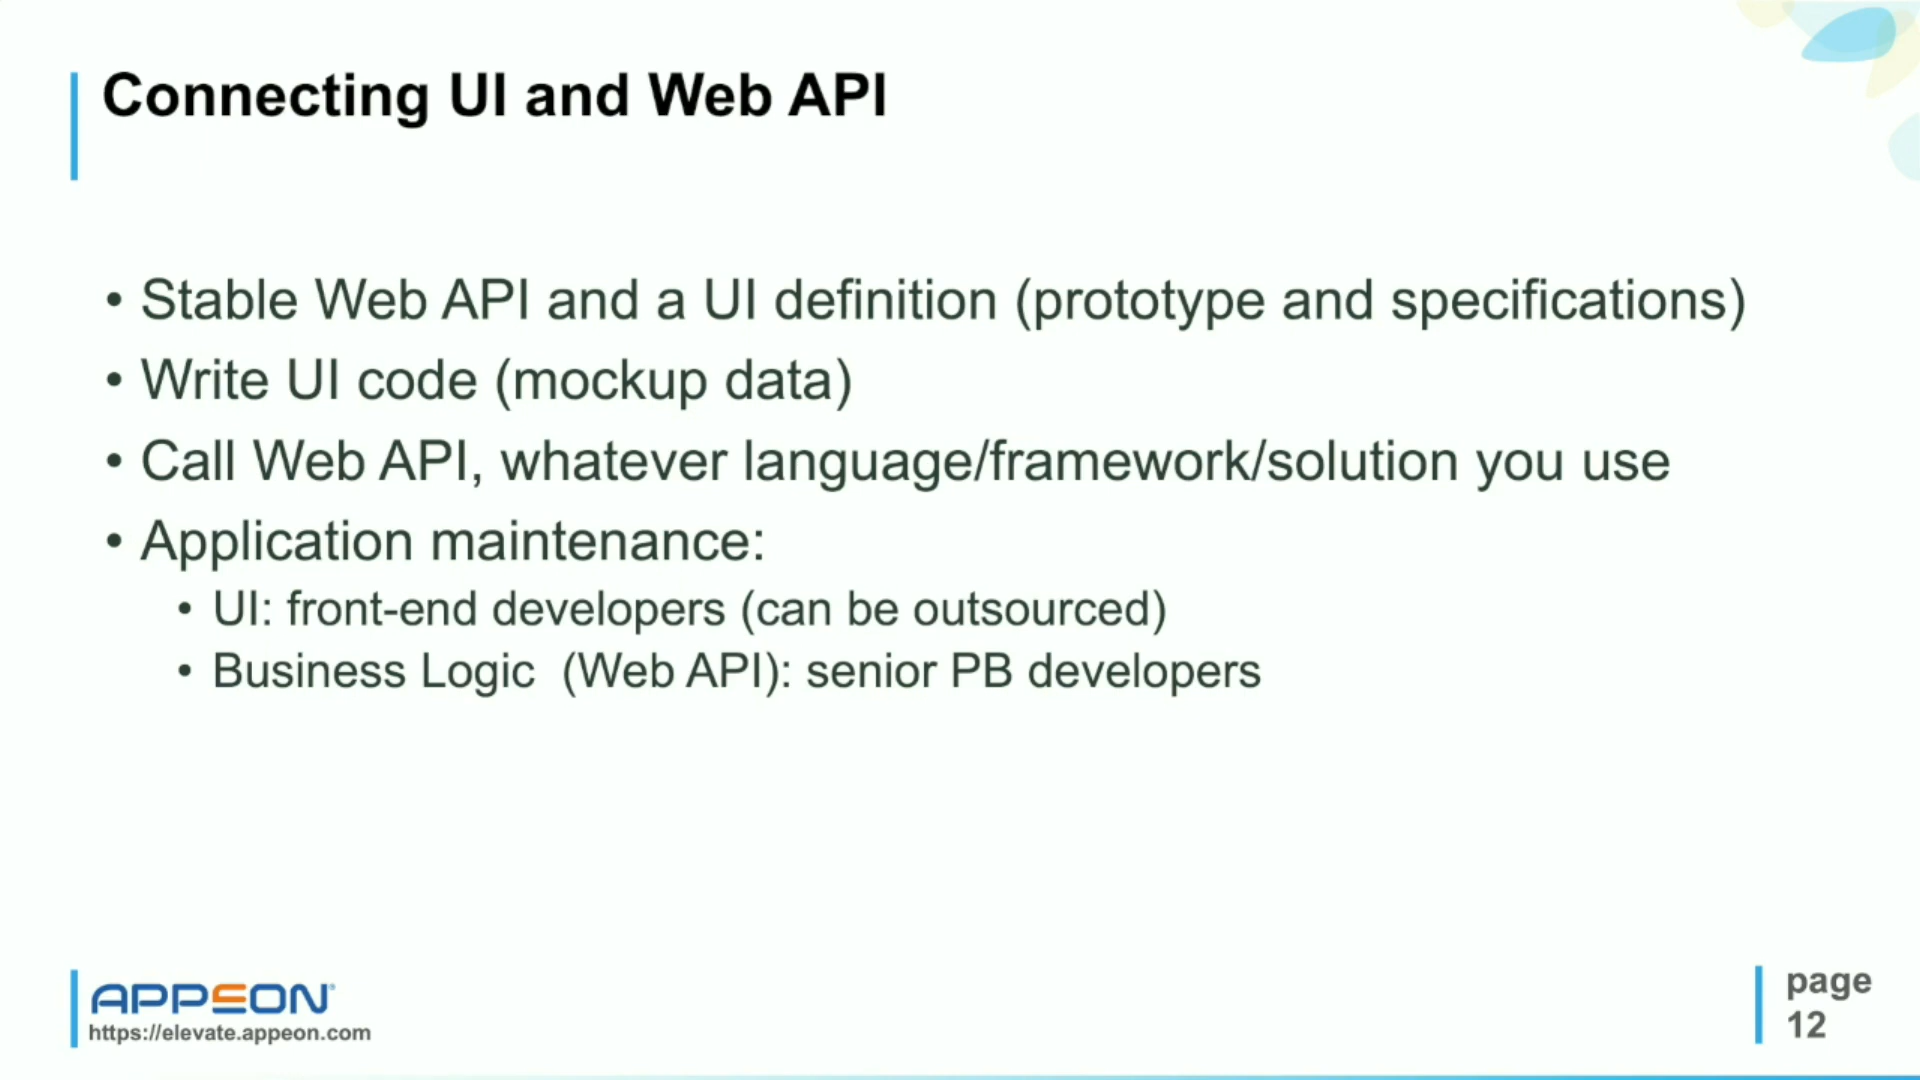 Connecting UI and Web API
• Stable Web API and a UI definition (prototype and specifications)
• Write UI code (mockup data)
• Call Web API, whatever language/framework/solution you use
• Application maintenance:
• UI: front-end developers (can be outsourced)
• Business Logic  (Web API): senior PB developers
APPEON®
https://elevate.appeon.com
page
12